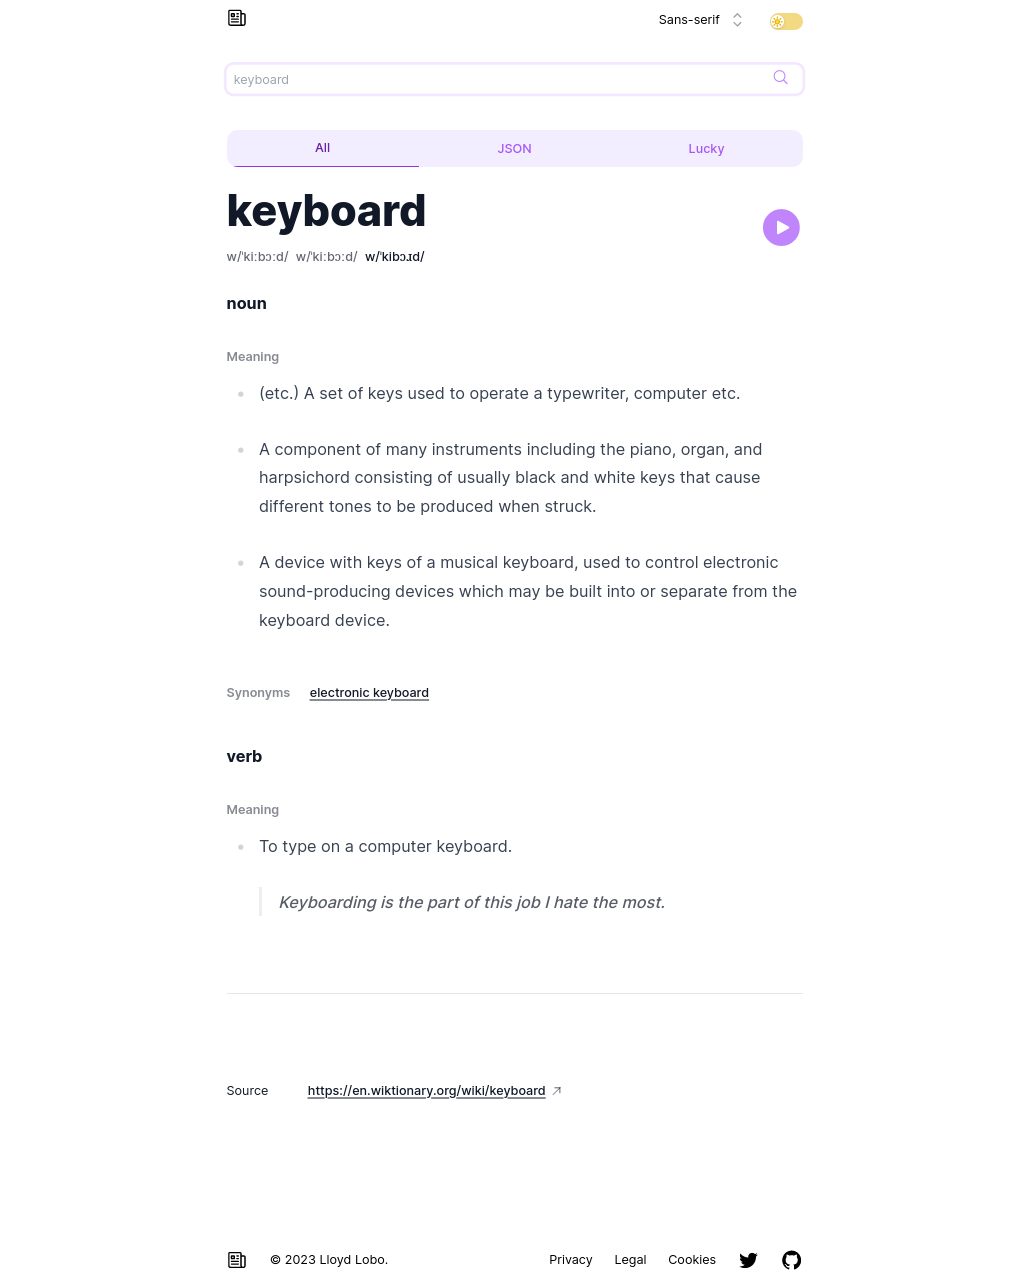 Sans-serif
keyboard
All JSON Lucky
keyboard
w/ˈkiːbɔːd/ w/ˈkiːbɔːd/ w/ˈkibɔɹd/
noun
Meaning
(etc.) A set of keys used to operate a typewriter, computer etc.
A component of many instruments including the piano, organ, and
harpsichord consisting of usually black and white keys that cause
different tones to be produced when struck.
A device with keys of a musical keyboard, used to control electronic
sound-producing devices which may be built into or separate from the
keyboard device.
Synonyms electronic keyboard
verb
Meaning
To type on a computer keyboard.
Keyboarding is the part of this job I hate the most.
Source https://en.wiktionary.org/wiki/keyboard
© 2023 Lloyd Lobo. Privacy Legal Cookies